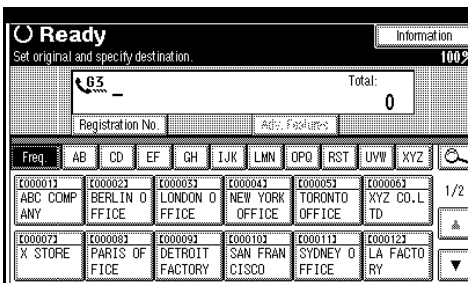 Ready
Information
Set original and specify destination.
100%
G3
Total:
0
Registration No.
Adv. Features
Freq. AB CD EF GH IJK LMN OPQ RST UVW XYZ
[00001] [00002] [00003] [00004] [00005] [00006]
ABC COMP BERLIN O LONDON O NEW YORK TORONTO XYZ CO.L
ANY FFICE FFICE OFFICE OFFICE TD
1/2
[00007] [00008] [00009] [00010] [00011] [00012]
X STORE PARIS OF DETROIT SAN FRAN SYDNEY O LA FACTO
FICE FACTORY CISCO FFICE RY